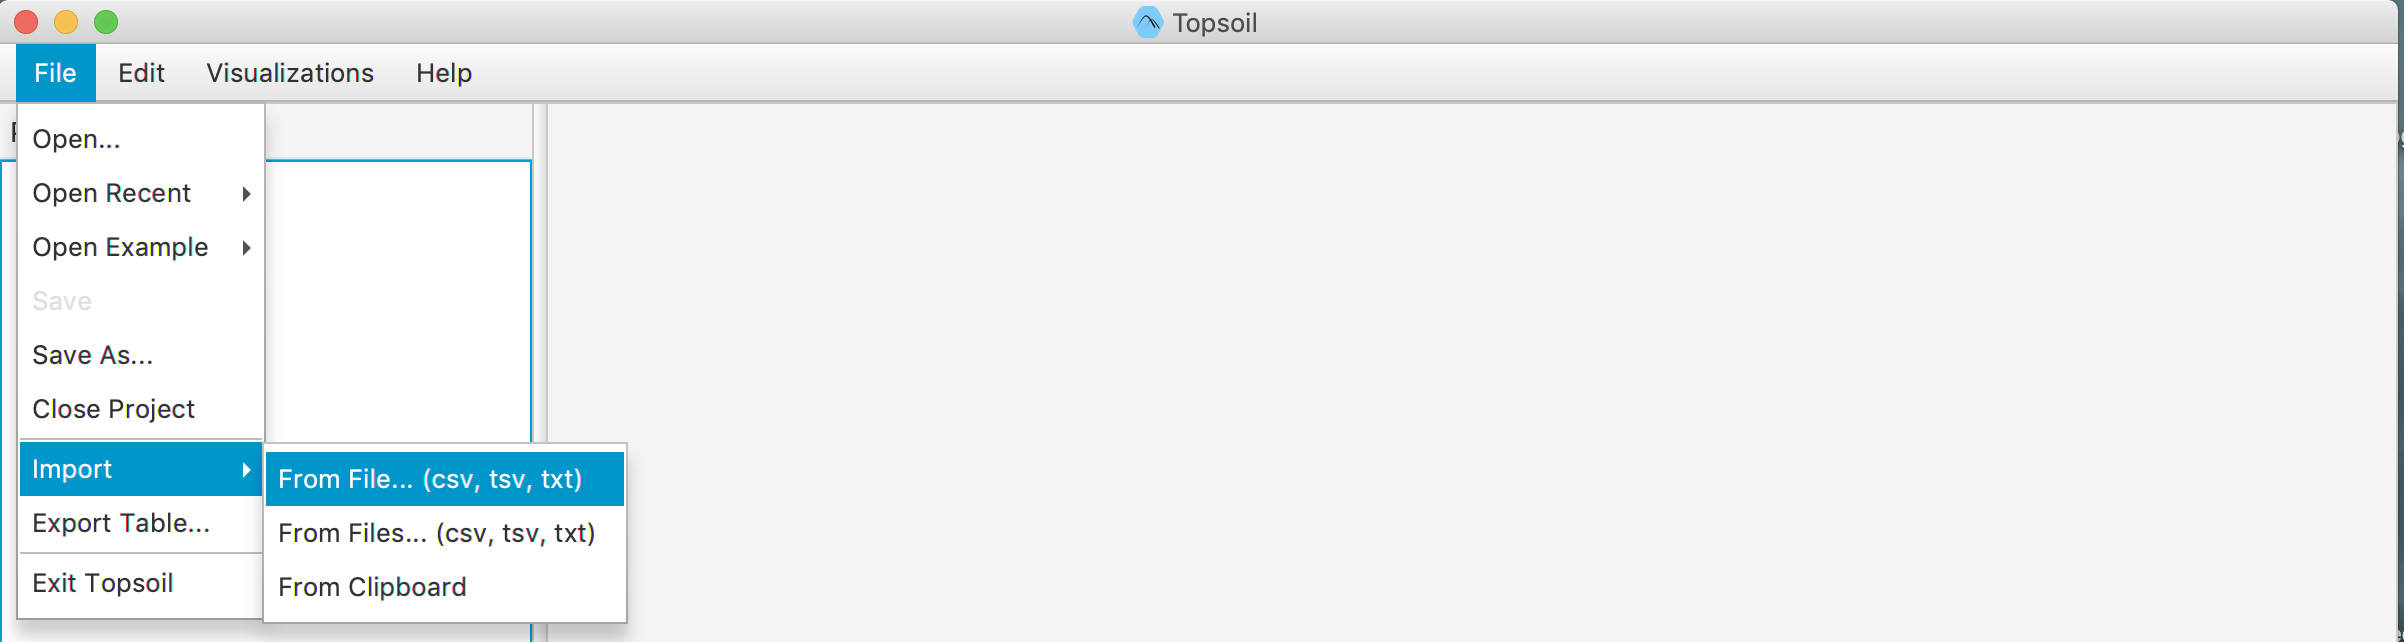 Topsoil
File Edit Visualizations Help
Open...
Open Recent
Open Example
Save
Save As...
Close Project
Import
From File... (csv, tsv, txt)
From Files... (csv, tsv, txt)
Export Table...
From Clipboard
Exit Topsoil